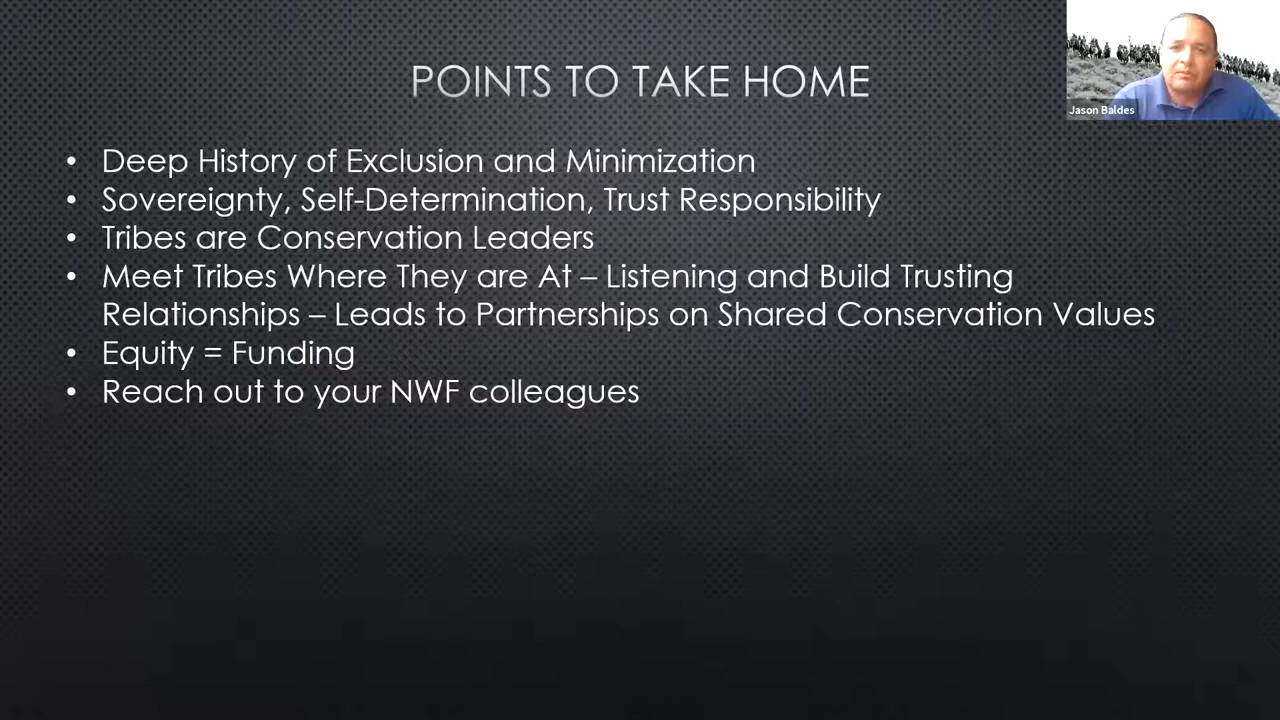 POINTS TO TAKE HOME
Jason Baldes
• Deep History of Exclusion and Minimization
• Sovereignty, Self-Determination, Trust Responsibility
• Tribes are Conservation Leaders
• Meet Tribes Where They are At – Listening and Build Trusting
Relationships – Leads to Partnerships on Shared Conservation Values
• Equity = Funding
• Reach out to your NWF colleagues